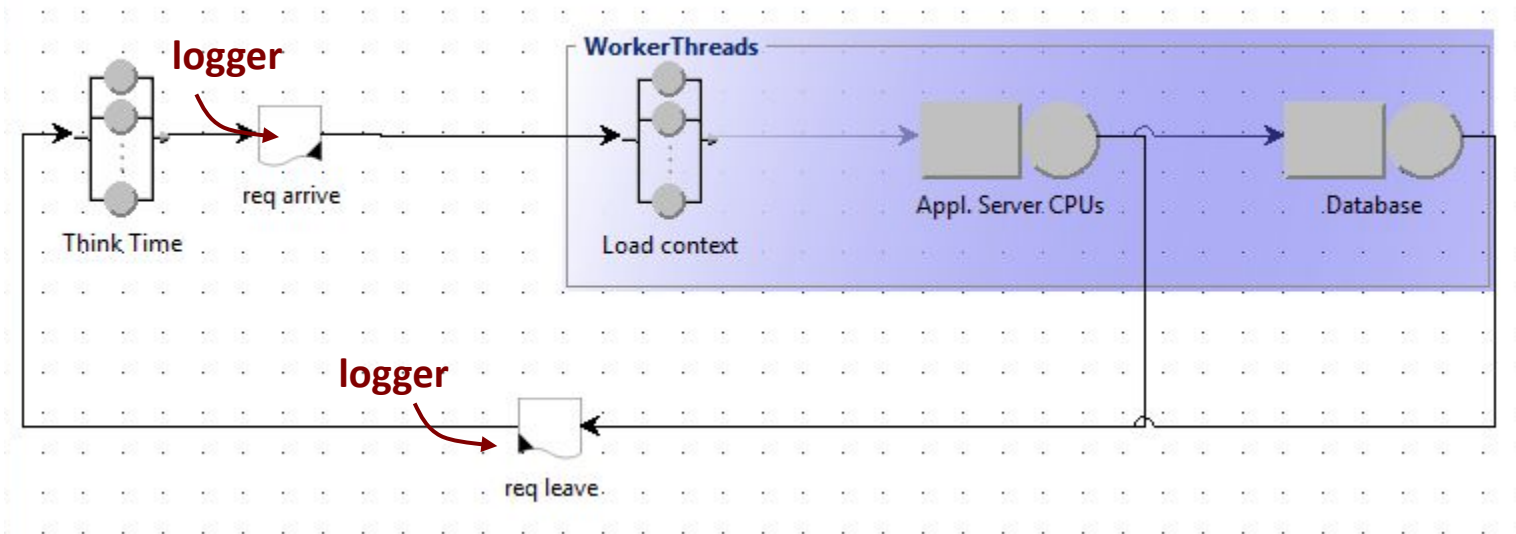 logger
WorkerThreads
req arrive
Think Time
Load context
Appl. Server CPUs
Database
logger
req leave